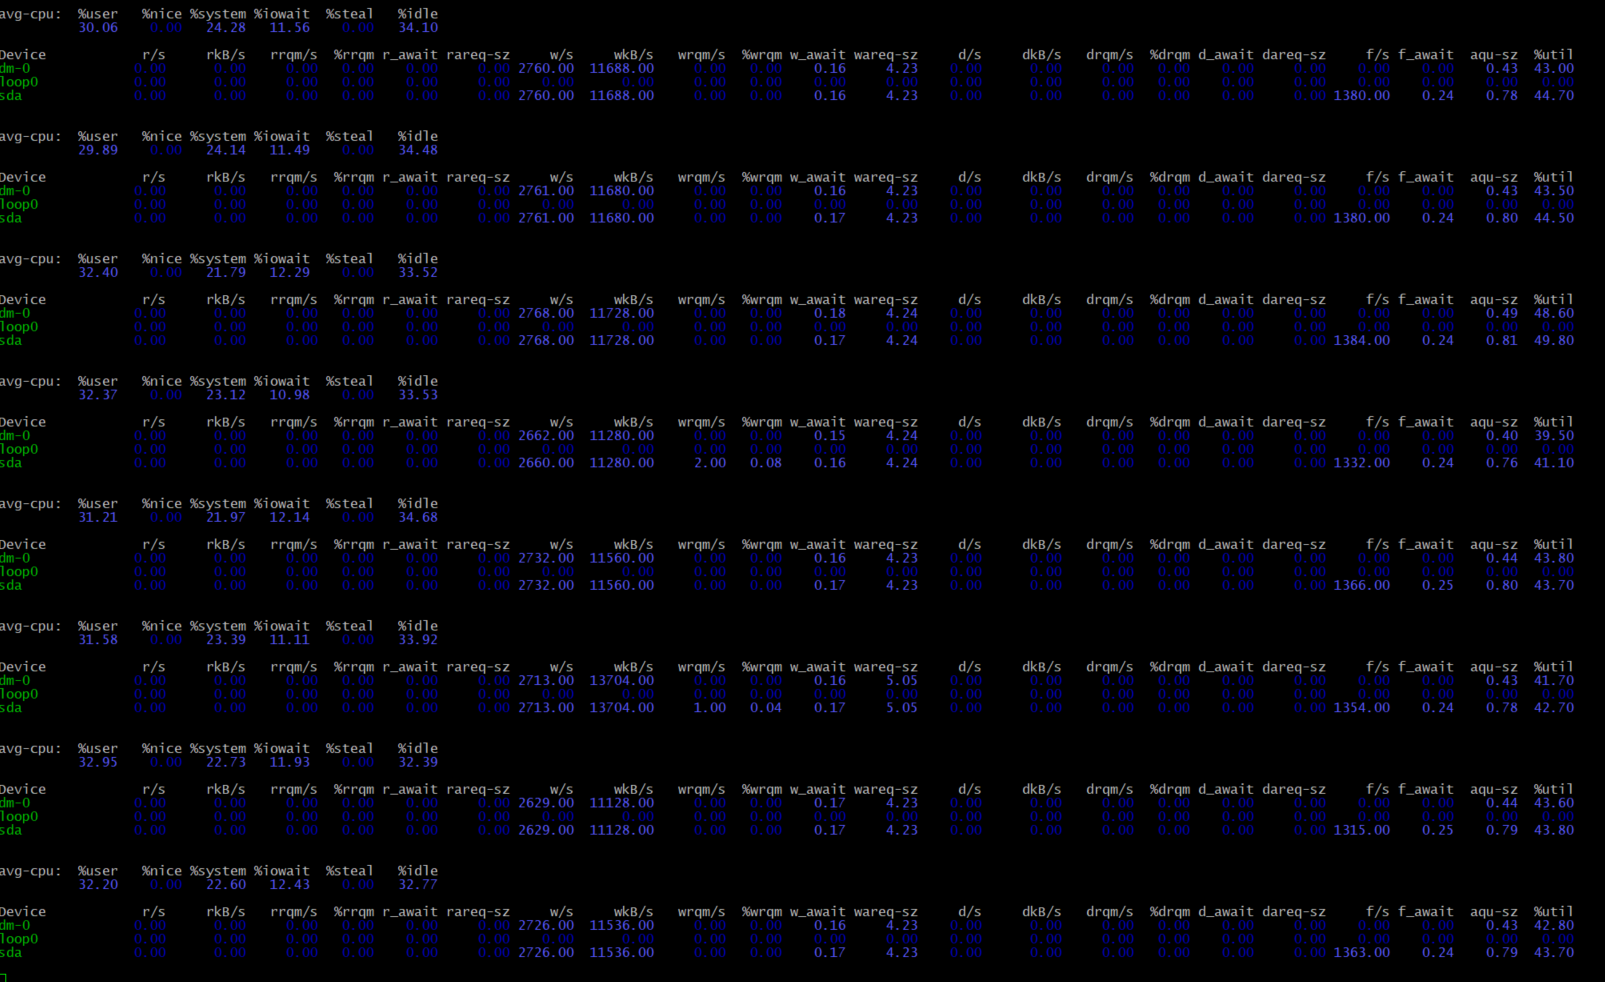 avg-cpu: %user %nice %system %iowait %steal %idle
30.06 0.00 24.28 11.56 0.00 34.10
Device r/s rkB/s rrqm/s %rrqm r_await rareq-sz w/s wkB/s wrqm/s %wrqm w_await wareq-sz d/s dkB/s drqm/s %drqm d_await dareq-sz f/s f_await aqu-sz %util
dm-0 0.00 0.00 0.00 0.00 0.00 0.00 2760.00 11688.00 0.00 0.00 0.16 4.23 0.00 0.00 0.00 0.00 0.00 0.00 0.00 0.00 0.43 43.00
loop0 0.00 0.00 0.00 0.00 0.00 0.00 0.00 0.00 0.00 0.00 0.00 0.00 0.00 0.00 0.00 0.00 0.00 0.00 0.00 0.00 0.00 0.00
sda 0.00 0.00 0.00 0.00 0.00 0.00 2760.00 11688.00 0.00 0.00 0.16 4.23 0.00 0.00 0.00 0.00 0.00 0.00 1380.00 0.24 0.78 44.70
avg-cpu: %user %nice %system %iowait %steal %idle
29.89 0.00 24.14 11.49 0.00 34.48
Device r/s rkB/s rrqm/s %rrqm r_await rareq-sz w/s wkB/s wrqm/s %wrqm w_await wareq-sz d/s dkB/s drqm/s %drqm d_await dareq-sz f/s f_await aqu-sz %util
dm-0 0.00 0.00 0.00 0.00 0.00 0.00 2761.00 11680.00 0.00 0.00 0.16 4.23 0.00 0.00 0.00 0.00 0.00 0.00 0.00 0.00 0.43 43.50
loop0 0.00 0.00 0.00 0.00 0.00 0.00 0.00 0.00 0.00 0.00 0.00 0.00 0.00 0.00 0.00 0.00 0.00 0.00 0.00 0.00 0.00 0.00
sda 0.00 0.00 0.00 0.00 0.00 0.00 2761.00 11680.00 0.00 0.00 0.17 4.23 0.00 0.00 0.00 0.00 0.00 0.00 1380.00 0.24 0.80 44.50
avg-cpu: %user %nice %system %iowait %steal %idle
32.40 0.00 21.79 12.29 0.00 33.52
Device r/s rkB/s rrqm/s %rrqm r_await rareq-sz w/s wkB/s wrqm/s %wrqm w_await wareq-sz d/s dkB/s drqm/s %drqm d_await dareq-sz f/s f_await aqu-sz %util
dm-0 0.00 0.00 0.00 0.00 0.00 0.00 2768.00 11728.00 0.00 0.00 0.18 4.24 0.00 0.00 0.00 0.00 0.00 0.00 0.00 0.00 0.49 48.60
loop0 0.00 0.00 0.00 0.00 0.00 0.00 0.00 0.00 0.00 0.00 0.00 0.00 0.00 0.00 0.00 0.00 0.00 0.00 0.00 0.00 0.00 0.00
sda 0.00 0.00 0.00 0.00 0.00 0.00 2768.00 11728.00 0.00 0.00 0.17 4.24 0.00 0.00 0.00 0.00 0.00 0.00 1384.00 0.24 0.81 49.80
avg-cpu: %user %nice %system %iowait %steal %idle
32.37 0.00 23.12 10.98 0.00 33.53
Device r/s rkB/s rrqm/s %rrqm r_await rareq-sz w/s wkB/s wrqm/s %wrqm w_await wareq-sz d/s dkB/s drqm/s %drqm d_await dareq-sz f/s f_await aqu-sz %util
dm-0 0.00 0.00 0.00 0.00 0.00 0.00 2662.00 11280.00 0.00 0.00 0.15 4.24 0.00 0.00 0.00 0.00 0.00 0.00 0.00 0.00 0.40 39.50
loop0 0.00 0.00 0.00 0.00 0.00 0.00 0.00 0.00 0.00 0.00 0.00 0.00 0.00 0.00 0.00 0.00 0.00 0.00 0.00 0.00 0.00 0.00
sda 0.00 0.00 0.00 0.00 0.00 0.00 2660.00 11280.00 2.00 0.08 0.16 4.24 0.00 0.00 0.00 0.00 0.00 0.00 1332.00 0.24 0.76 41.10
avg-cpu: %user %nice %system %iowait %steal %idle
31.21 0.00 21.97 12.14 0.00 34.68
Device r/s rkB/s rrqm/s %rrqm r_await rareq-sz w/s wkB/s wrqm/s %wrqm w_await wareq-sz d/s dkB/s drqm/s %drqm d_await dareq-sz f/s f_await aqu-sz %util
dm-0 0.00 0.00 0.00 0.00 0.00 0.00 2732.00 11560.00 0.00 0.00 0.16 4.23 0.00 0.00 0.00 0.00 0.00 0.00 0.00 0.00 0.44 43.80
loop0 0.00 0.00 0.00 0.00 0.00 0.00 0.00 0.00 0.00 0.00 0.00 0.00 0.00 0.00 0.00 0.00 0.00 0.00 0.00 0.00 0.00 0.00
sda 0.00 0.00 0.00 0.00 0.00 0.00 2732.00 11560.00 0.00 0.00 0.17 4.23 0.00 0.00 0.00 0.00 0.00 0.00 1366.00 0.25 0.80 43.70
avg-cpu: %user %nice %system %iowait %steal %idle
31.58 0.00 23.39 11.11 0.00 33.92
Device r/s rkB/s rrqm/s %rrqm r_await rareq-sz w/s wkB/s wrqm/s %wrqm w_await wareq-sz d/s dkB/s drqm/s %drqm d_await dareq-sz f/s f_await aqu-sz %util
dm-0 0.00 0.00 0.00 0.00 0.00 0.00 2713.00 13704.00 0.00 0.00 0.16 5.05 0.00 0.00 0.00 0.00 0.00 0.00 0.00 0.00 0.43 41.70
loop0 0.00 0.00 0.00 0.00 0.00 0.00 0.00 0.00 0.00 0.00 0.00 0.00 0.00 0.00 0.00 0.00 0.00 0.00 0.00 0.00 0.00 0.00
sda 0.00 0.00 0.00 0.00 0.00 0.00 2713.00 13704.00 1.00 0.04 0.17 5.05 0.00 0.00 0.00 0.00 0.00 0.00 1354.00 0.24 0.78 42.70
avg-cpu: %user %nice %system %iowait %steal %idle
32.95 0.00 22.73 11.93 0.00 32.39
Device r/s rkB/s rrqm/s %rrqm r_await rareq-sz w/s wkB/s wrqm/s %wrqm w_await wareq-sz d/s dkB/s drqm/s %drqm d_await dareq-sz f/s f_await aqu-sz %util
dm-0 0.00 0.00 0.00 0.00 0.00 0.00 2629.00 11128.00 0.00 0.00 0.17 4.23 0.00 0.00 0.00 0.00 0.00 0.00 0.00 0.00 0.44 43.60
loop0 0.00 0.00 0.00 0.00 0.00 0.00 0.00 0.00 0.00 0.00 0.00 0.00 0.00 0.00 0.00 0.00 0.00 0.00 0.00 0.00 0.00 0.00
sda 0.00 0.00 0.00 0.00 0.00 0.00 2629.00 11128.00 0.00 0.00 0.17 4.23 0.00 0.00 0.00 0.00 0.00 0.00 1315.00 0.25 0.79 43.80
avg-cpu: %user %nice %system %iowait %steal %idle
32.20 0.00 22.60 12.43 0.00 32.77
Device r/s rkB/s rrqm/s %rrqm r_await rareq-sz w/s wkB/s wrqm/s %wrqm w_await wareq-sz d/s dkB/s drqm/s %drqm d_await dareq-sz f/s f_await aqu-sz %util
dm-0 0.00 0.00 0.00 0.00 0.00 0.00 2726.00 11536.00 0.00 0.00 0.16 4.23 0.00 0.00 0.00 0.00 0.00 0.00 0.00 0.00 0.43 42.80
loop0 0.00 0.00 0.00 0.00 0.00 0.00 0.00 0.00 0.00 0.00 0.00 0.00 0.00 0.00 0.00 0.00 0.00 0.00 0.00 0.00 0.00 0.00
sda 0.00 0.00 0.00 0.00 0.00 0.00 2726.00 11536.00 0.00 0.00 0.17 4.23 0.00 0.00 0.00 0.00 0.00 0.00 1363.00 0.24 0.79 43.70